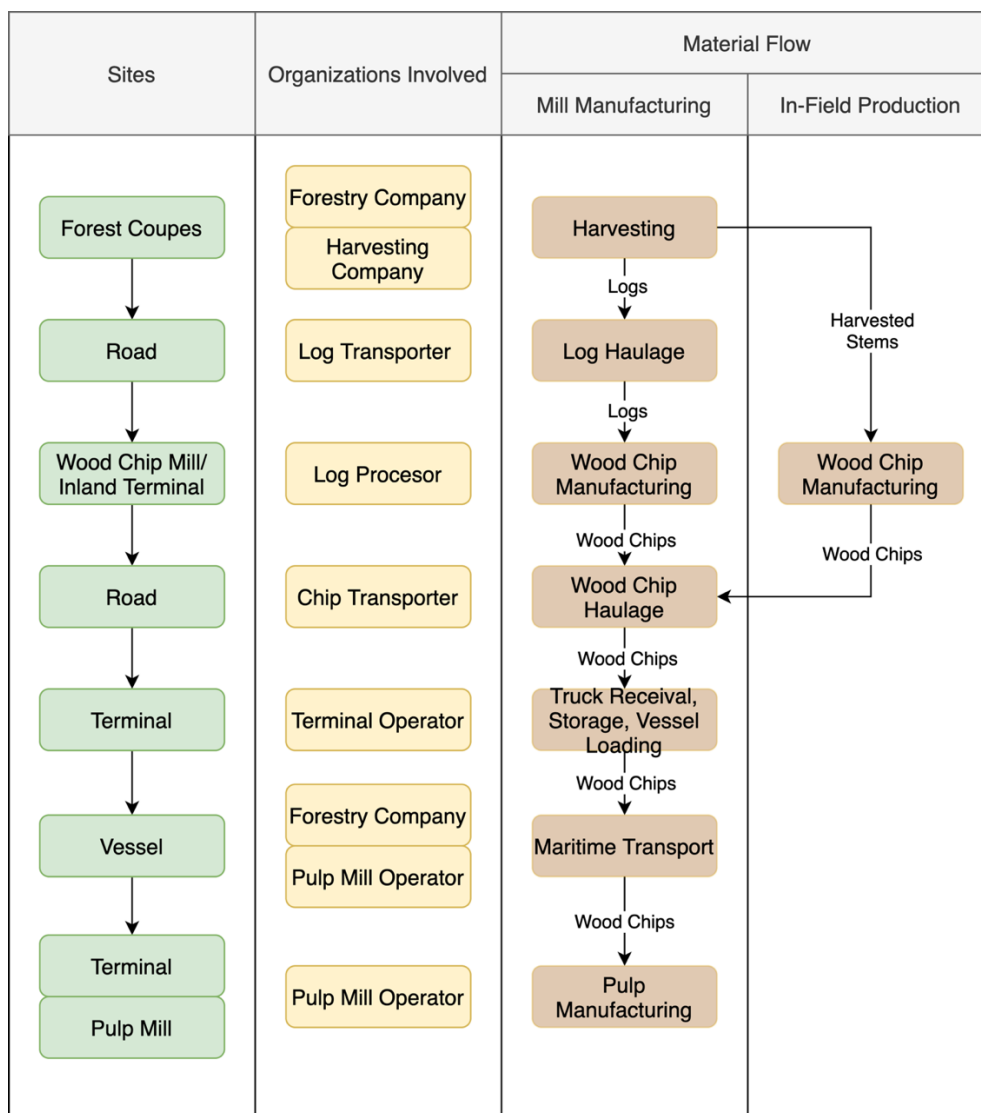 Sites
Organizations Involved
Material Flow
Mill Manufacturing
In-Field Production
Forest Coupes
Forestry Company
Harvesting
Company
Harvesting
Logs
Harvested
Stems
Road
Log Transporter
Log Haulage
Logs
Wood Chip Mill/
Inland Terminal
Log Procesor
Wood Chip
Manufacturing
Wood Chip
Manufacturing
Wood Chips
Wood Chips
Road
Chip Transporter
Wood Chip
Haulage
Wood Chips
Terminal
Terminal Operator
Truck Receival,
Storage, Vessel
Loading
Wood Chips
Vessel
Forestry Company
Pulp Mill Operator
Maritime Transport
Wood Chips
Terminal
Pulp Mill
Pulp Mill Operator
Pulp
Manufacturing